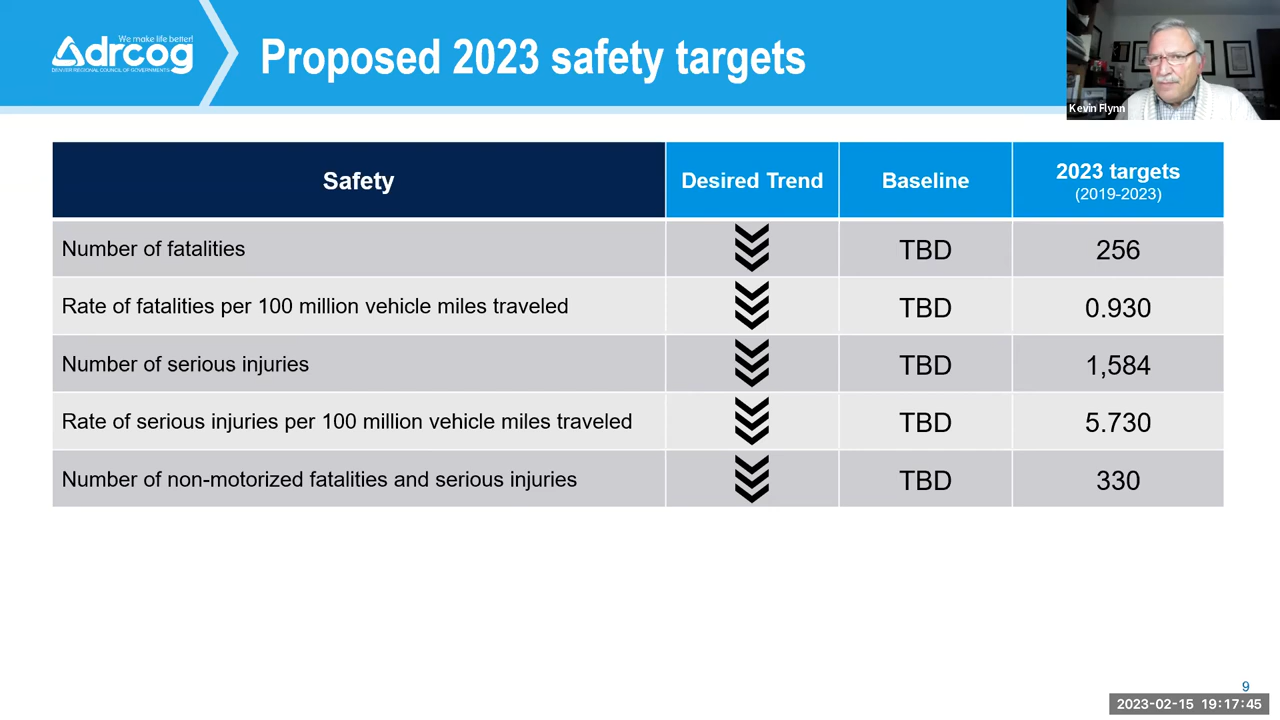 We make life better!
drcog
DENVER REGIONAL COUNCIL OF GOVERNMENTS
Proposed 2023 safety targets
Kevin Flynn
Safety
Desired Trend
Baseline
2023 targets
(2019-2023)
Number of fatalities
TBD
256
Rate of fatalities per 100 million vehicle miles traveled
TBD
0.930
Number of serious injuries
TBD
1,584
Rate of serious injuries per 100 million vehicle miles traveled
TBD
5.730
Number of non-motorized fatalities and serious injuries
TBD
330
9
2023-02-15 19:17:45